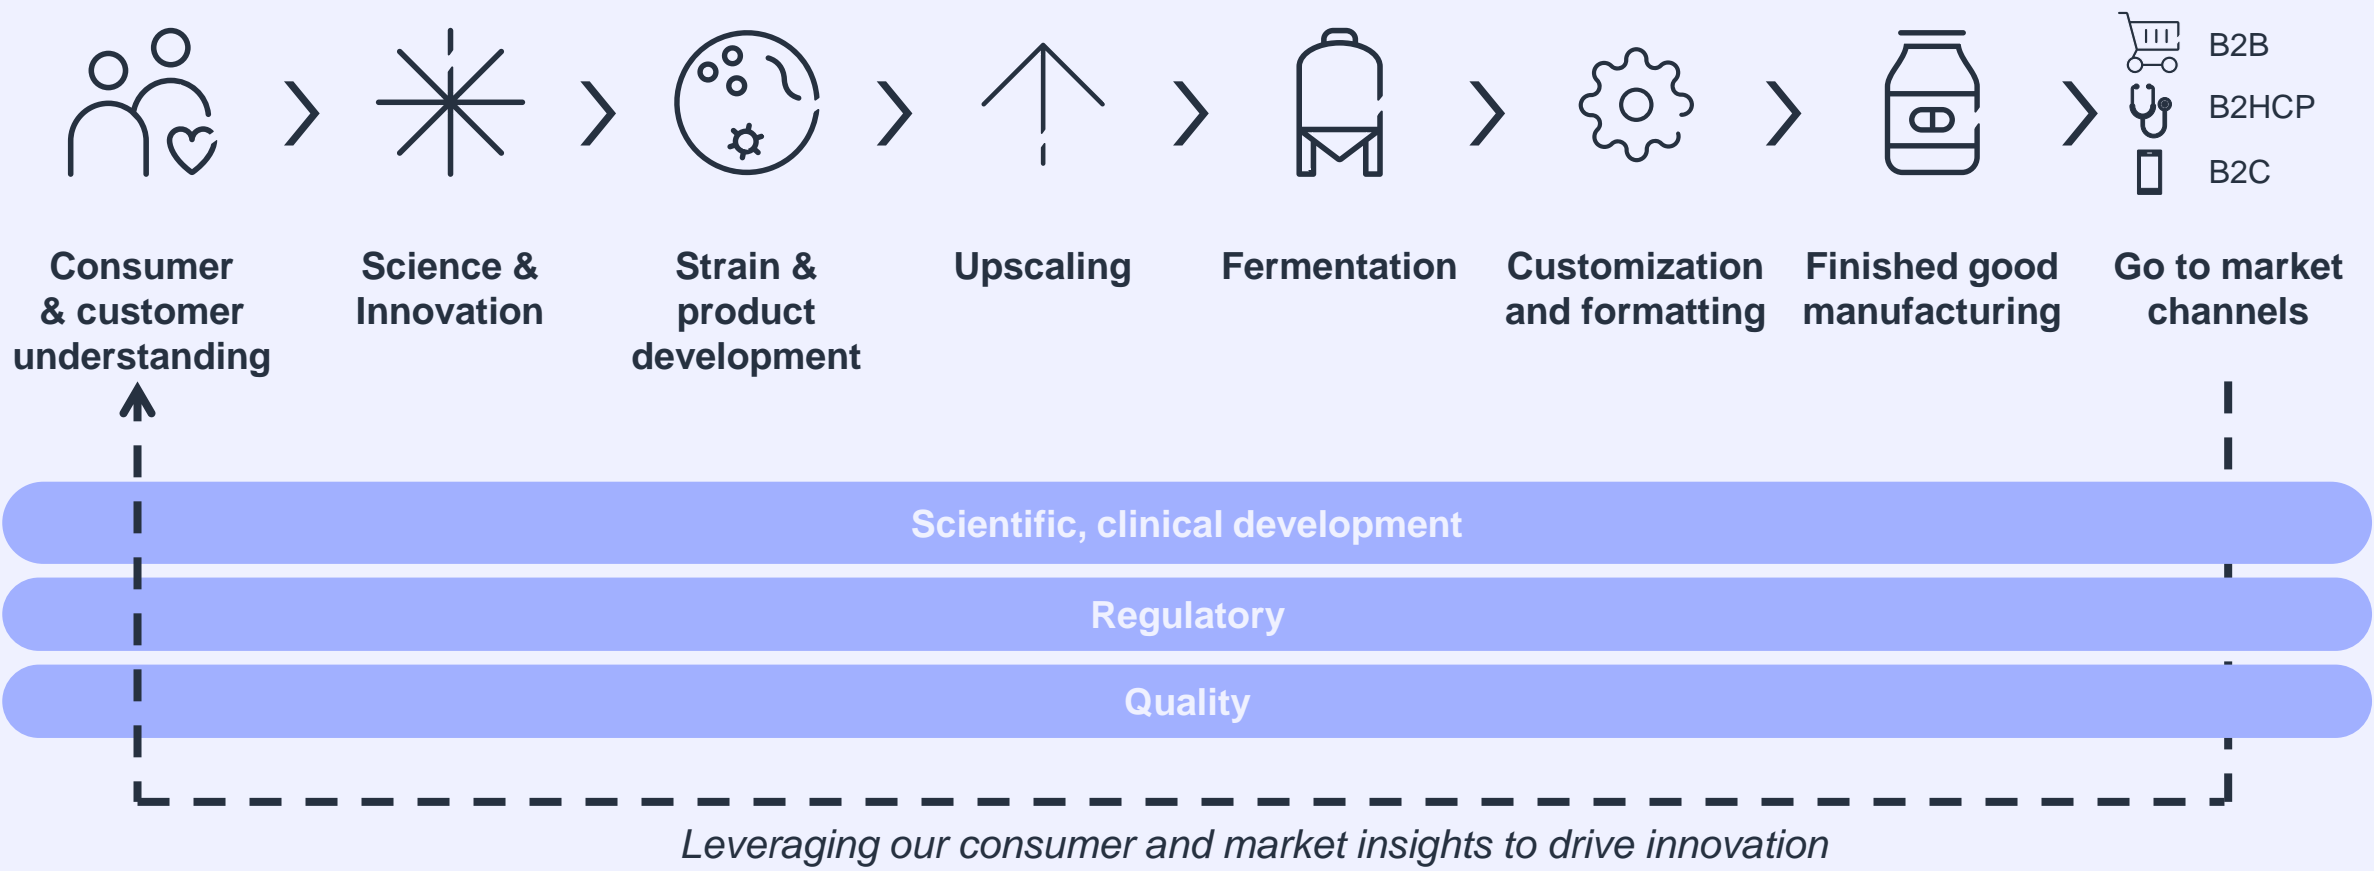 B2B
B2HCP
B2C
Consumer
& customer
understanding
Science &
Innovation
Strain &
product
development
Upscaling
Fermentation
Customization
and formatting
Finished good
manufacturing
Go to market
channels
Scientific, clinical development
Regulatory
Quality
Leveraging our consumer and market insights to drive innovation